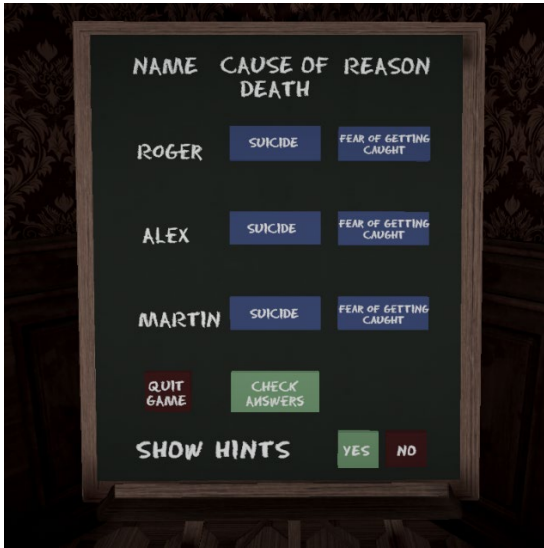 NAME CAUSE OF REASON
DEATH
ROGER SUICIDE FEAR OF GETTING
CAUGHT
ALEX SUICIDE FEAR OF GETTING
CAUGHT
MARTIN SUICIDE FEAR OF GETTING
CAUGHT
QUIT CHECK
GAME ANSWERS
SHOW HINTS YES NO